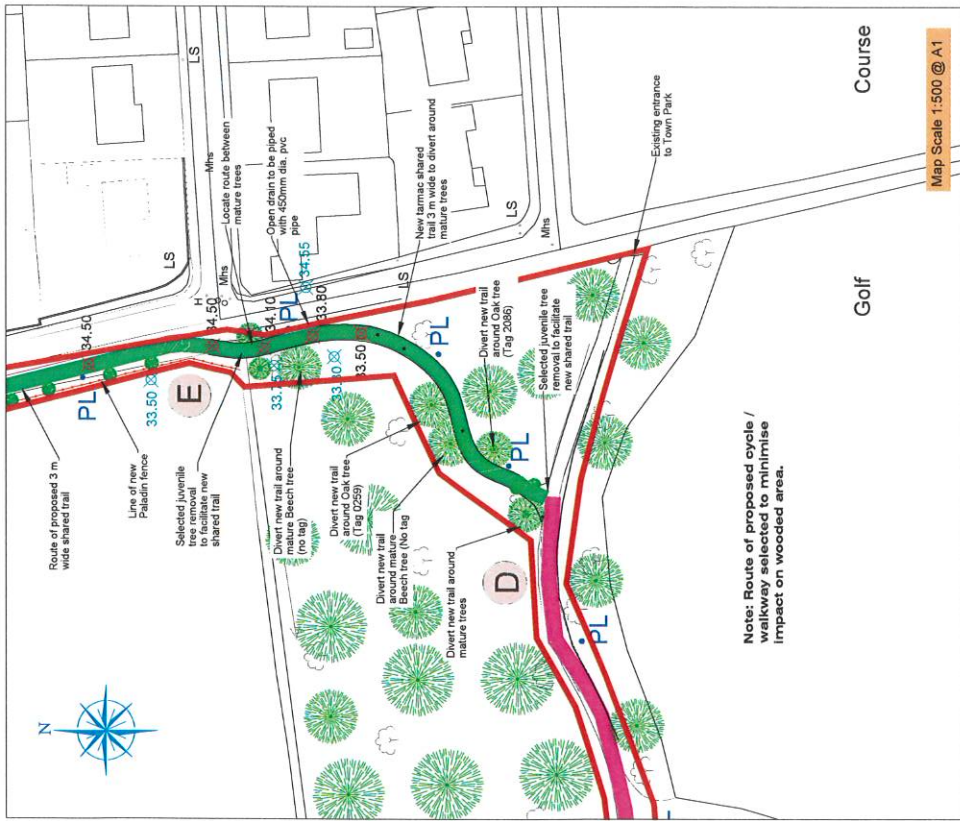 N
Route of proposed 3 m
wide shared trail
Line of new
Paladin fence
Selected juvenile
tree removal
to facilitate new
shared trail
Divert new trail around
mature Beech tree
(no tag)
Divert new trail
around Oak tree
(Tag 0259)
Divert new trail
around mature
Beech tree (No tag
Divert new trail around
mature trees
PL
34.50
33.50
E
34.50
34.10
PL
34.55
33.80
33.50
PL
PL
D
PL
PL
LS
LS
LS
LS
Mhs
Mhs
Mhs
H
Locate route between
mature trees
Open drain to be piped
with 450mm dia. pvc
pipe
New tarmac shared
trail 3 m wide to divert around
mature trees
Divert new trail
around Oak tree
(Tag 2086)
Selected juvenile tree
removal to facilitate
new shared trail
Existing entrance
to Town Park
Golf
Course
Note: Route of proposed cycle /
walkway selected to minimise
impact on wooded area.
Map Scale 1:500 @ A1